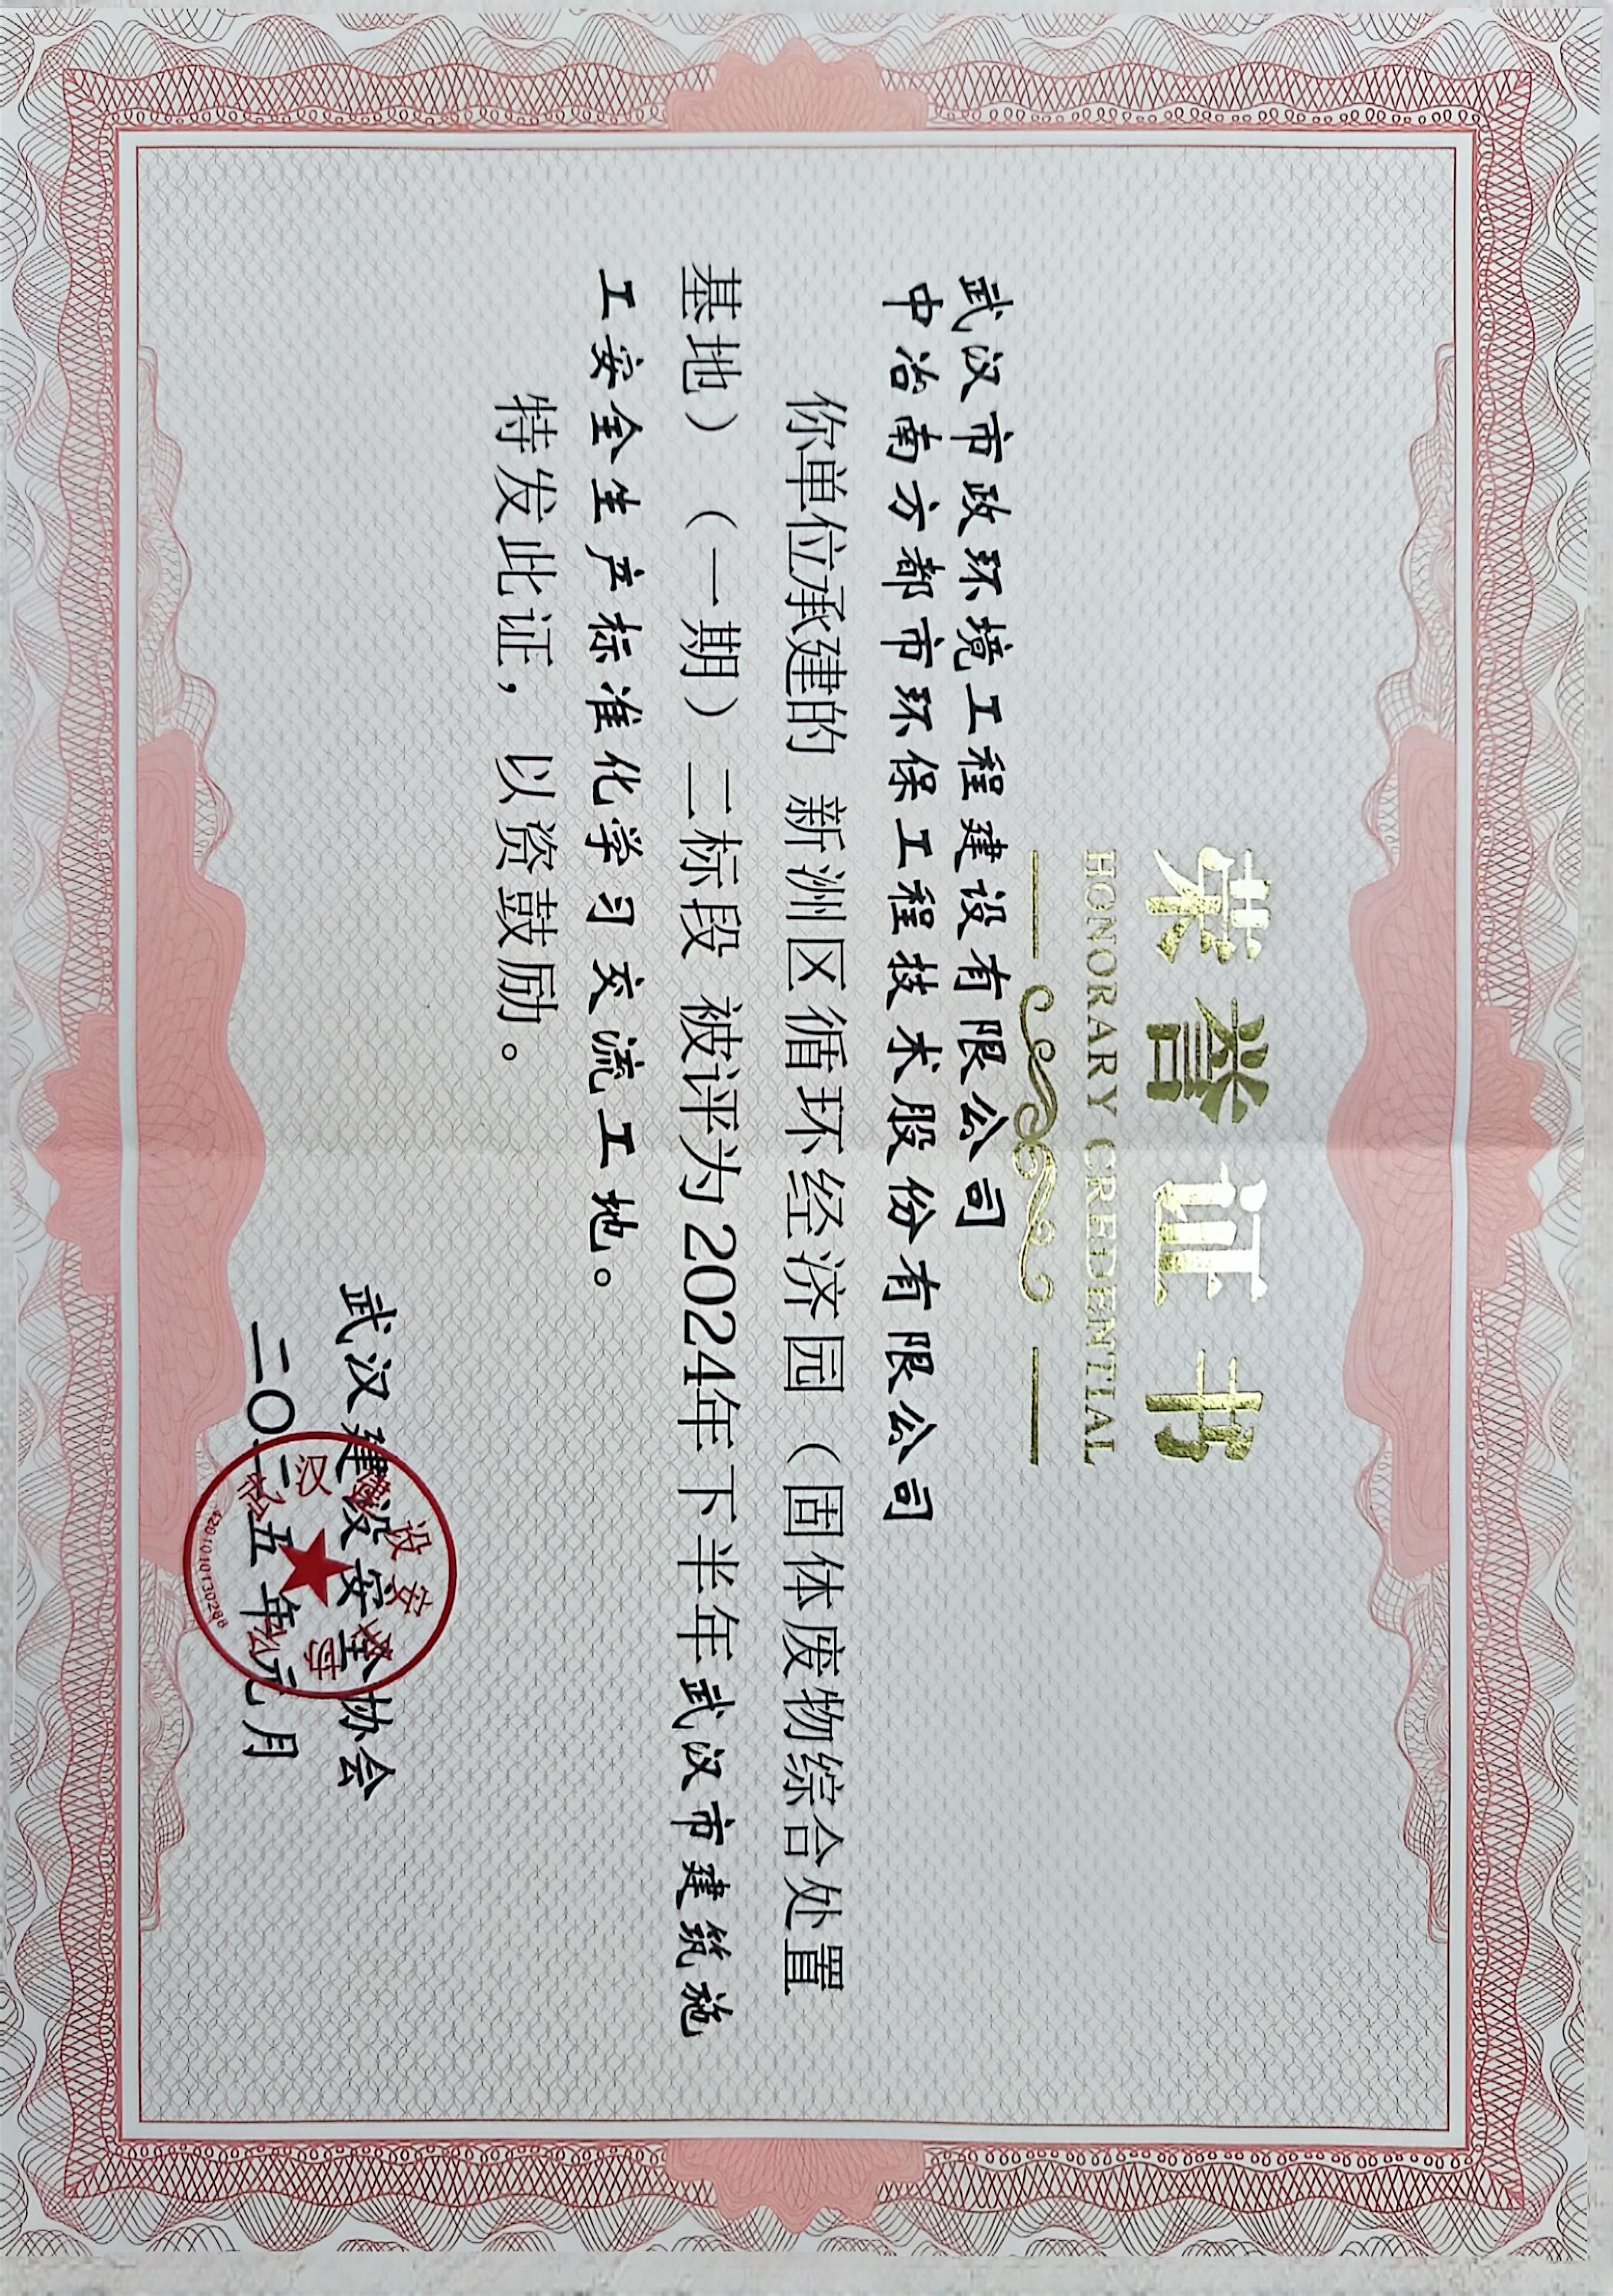 荣誉证书
HONORARY CREDENTIAL
武汉市政环境工程建设有限公司
中冶南方都市环保工程技术股份有限公司
你单位承建的 新洲区循环经济园（固体废物综合处置
基地）（一期）二标段 被评为2024年下半年武汉市建筑施
工安全生产标准化学习交流工地。
特发此证，以资鼓励。
武汉建设安全协会
二〇二五年元月